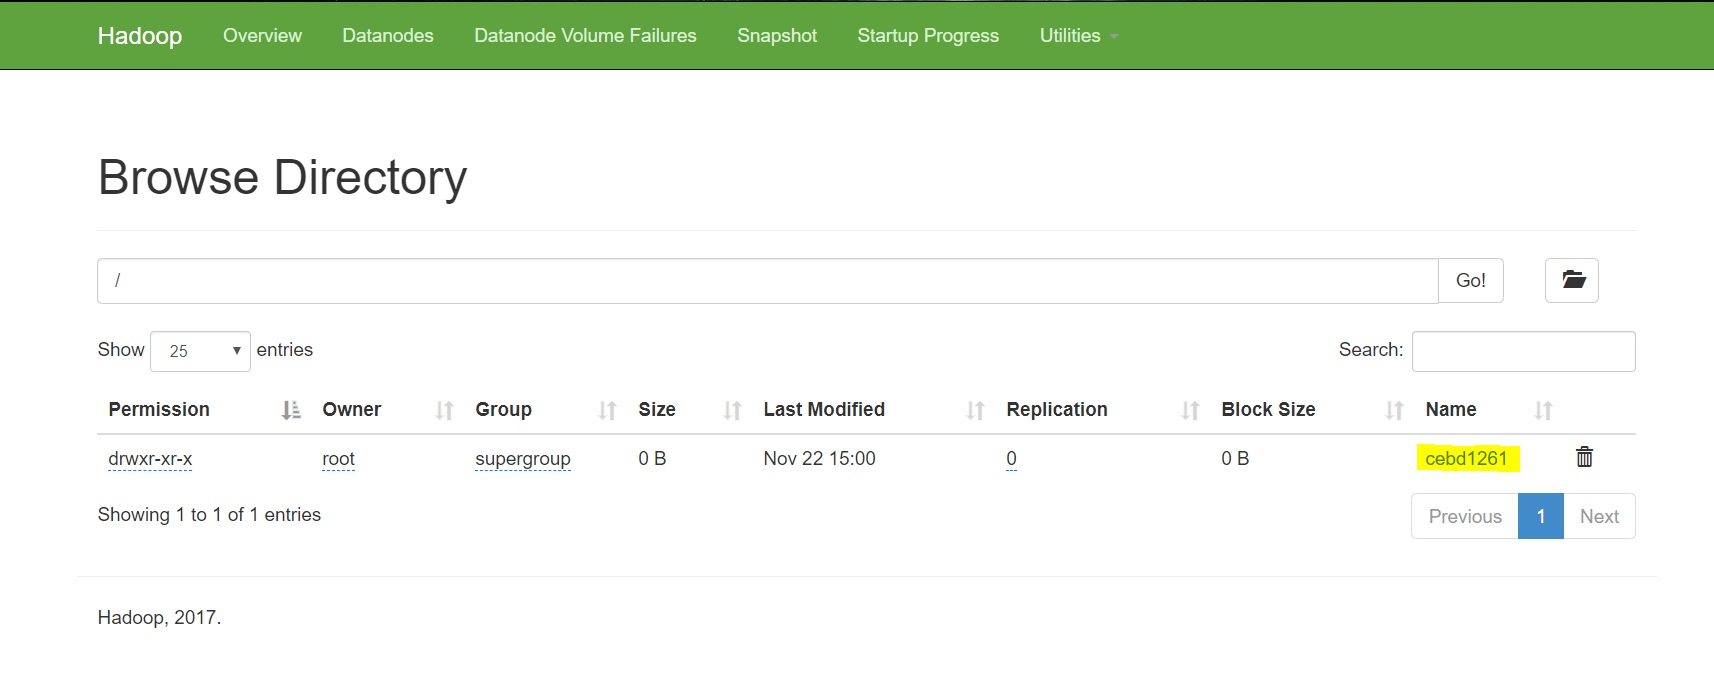 Hadoop Overview Datanodes Datanode Volume Failures Snapshot Startup Progress Utilities
Browse Directory
/ Go!
Show 25 entries Search:
Permission Owner Group Size Last Modified Replication Block Size Name
drwxr-xr-x root supergroup 0 B Nov 22 15:00 0 0 B cebd1261
Showing 1 to 1 of 1 entries Previous 1 Next
Hadoop, 2017.